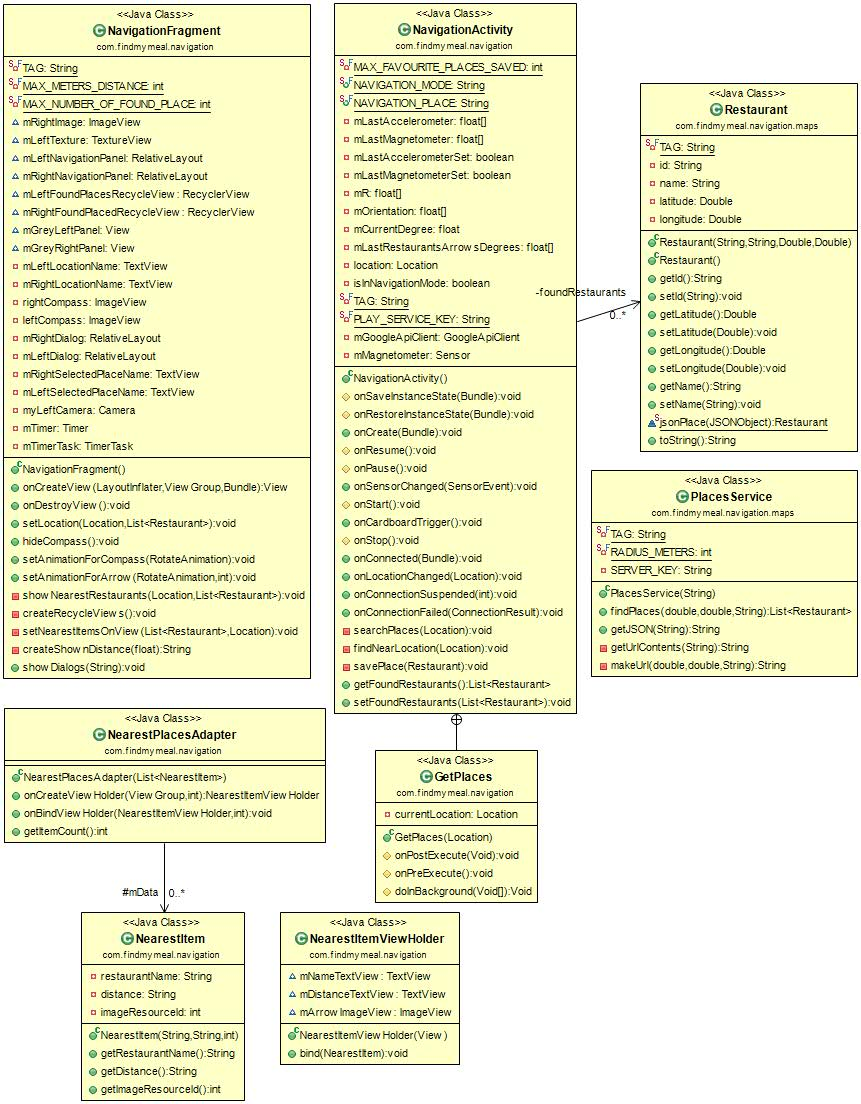 <<Java Class>>
NavigationFragment
com.findmymeal.navigation
TAG: String
MAX_METERS_DISTANCE: int
MAX_NUMBER_OF_FOUND_PLACE: int
mRightImage: ImageView
mLeftTexture: TextureView
mLeftNavigationPanel: RelativeLayout
mRightNavigationPanel: RelativeLayout
mLeftFoundPlacesRecycleView: RecyclerView
mRightFoundPlacedRecycleView: RecyclerView
mGreyLeftPanel: View
mGreyRightPanel: View
mLeftLocationName: TextView
mRightLocationName: TextView
rightCompass: ImageView
leftCompass: ImageView
mRightDialog: RelativeLayout
mLeftDialog: RelativeLayout
mRightSelectedPlaceName: TextView
mLeftSelectedPlaceName: TextView
myLeftCamera: Camera
mTimer: Timer
mTimerTask: TimerTask
NavigationFragment()
onCreateView(LayoutInflater,ViewGroup,Bundle):View
onDestroyView():void
setLocation(Location,List<Restaurant>):void
hideCompass():void
setAnimationForCompass(RotateAnimation):void
setAnimationForArrow(RotateAnimation,int):void
showNearestRestaurants(Location,List<Restaurant>):void
createRecycleViews():void
setNearestItemsOnView(List<Restaurant>,Location):void
createShownDistance(float):String
showDialogs(String):void
<<Java Class>>
NavigationActivity
com.findmymeal.navigation
MAX_FAVOURITE_PLACES_SAVED: int
NAVIGATION_MODE: String
NAVIGATION_PLACE: String
mLastAccelerometer: float[]
mLastMagnetometer: float[]
mLastAccelerometerSet: boolean
mLastMagnetometerSet: boolean
mR: float[]
mOrientation: float[]
mCurrentDegree: float
mLastRestaurantsArrowsDegrees: float[]
location: Location
isInNavigationMode: boolean
TAG: String
PLAY_SERVICE_KEY: String
mGoogleApiClient: GoogleApiClient
mMagnetometer: Sensor
NavigationActivity()
onSaveInstanceState(Bundle):void
onRestoreInstanceState(Bundle):void
onCreate(Bundle):void
onResume():void
onPause():void
onSensorChanged(SensorEvent):void
onStart():void
onCardboardTrigger():void
onStop():void
onConnected(Bundle):void
onLocationChanged(Location):void
onConnectionSuspended(int):void
onConnectionFailed(ConnectionResult):void
searchPlaces(Location):void
findNearLocation(Location):void
savePlace(Restaurant):void
getFoundRestaurants():List<Restaurant>
setFoundRestaurants(List<Restaurant>):void
-foundRestaurants
0..*
<<Java Class>>
Restaurant
com.findmymeal.navigation.maps
TAG: String
id: String
name: String
latitude: Double
longitude: Double
Restaurant(String,String,Double,Double)
Restaurant()
getId():String
setId(String):void
getLatitude():Double
setLatitude(Double):void
getLongitude():Double
setLongitude(Double):void
getName():String
setName(String):void
jsonPlace(JSONObject):Restaurant
toString():String
<<Java Class>>
PlacesService
com.findmymeal.navigation.maps
TAG: String
RADIUS_METERS: int
SERVER_KEY: String
PlacesService(String)
findPlaces(double,double,String):List<Restaurant>
getJSON(String):String
getUrlContents(String):String
makeUrl(double,double,String):String
<<Java Class>>
NearestPlacesAdapter
com.findmymeal.navigation
NearestPlacesAdapter(List<NearestItem>)
onCreateViewHolder(ViewGroup,int):NearestItemViewHolder
onBindViewHolder(NearestItemViewHolder,int):void
getItemCount():int
#mData
0..*
<<Java Class>>
GetPlaces
com.findmymeal.navigation
currentLocation: Location
GetPlaces(Location)
onPostExecute(Void):void
onPreExecute():void
doInBackground(Void[]):Void
<<Java Class>>
NearestItem
com.findmymeal.navigation
restaurantName: String
distance: String
imageResourceId: int
NearestItem(String,String,int)
getRestaurantName():String
getDistance():String
getImageResourceId():int
<<Java Class>>
NearestItemViewHolder
com.findmymeal.navigation
mNameTextView: TextView
mDistanceTextView: TextView
mArrowImageView: ImageView
NearestItemViewHolder(View)
bind(NearestItem):void